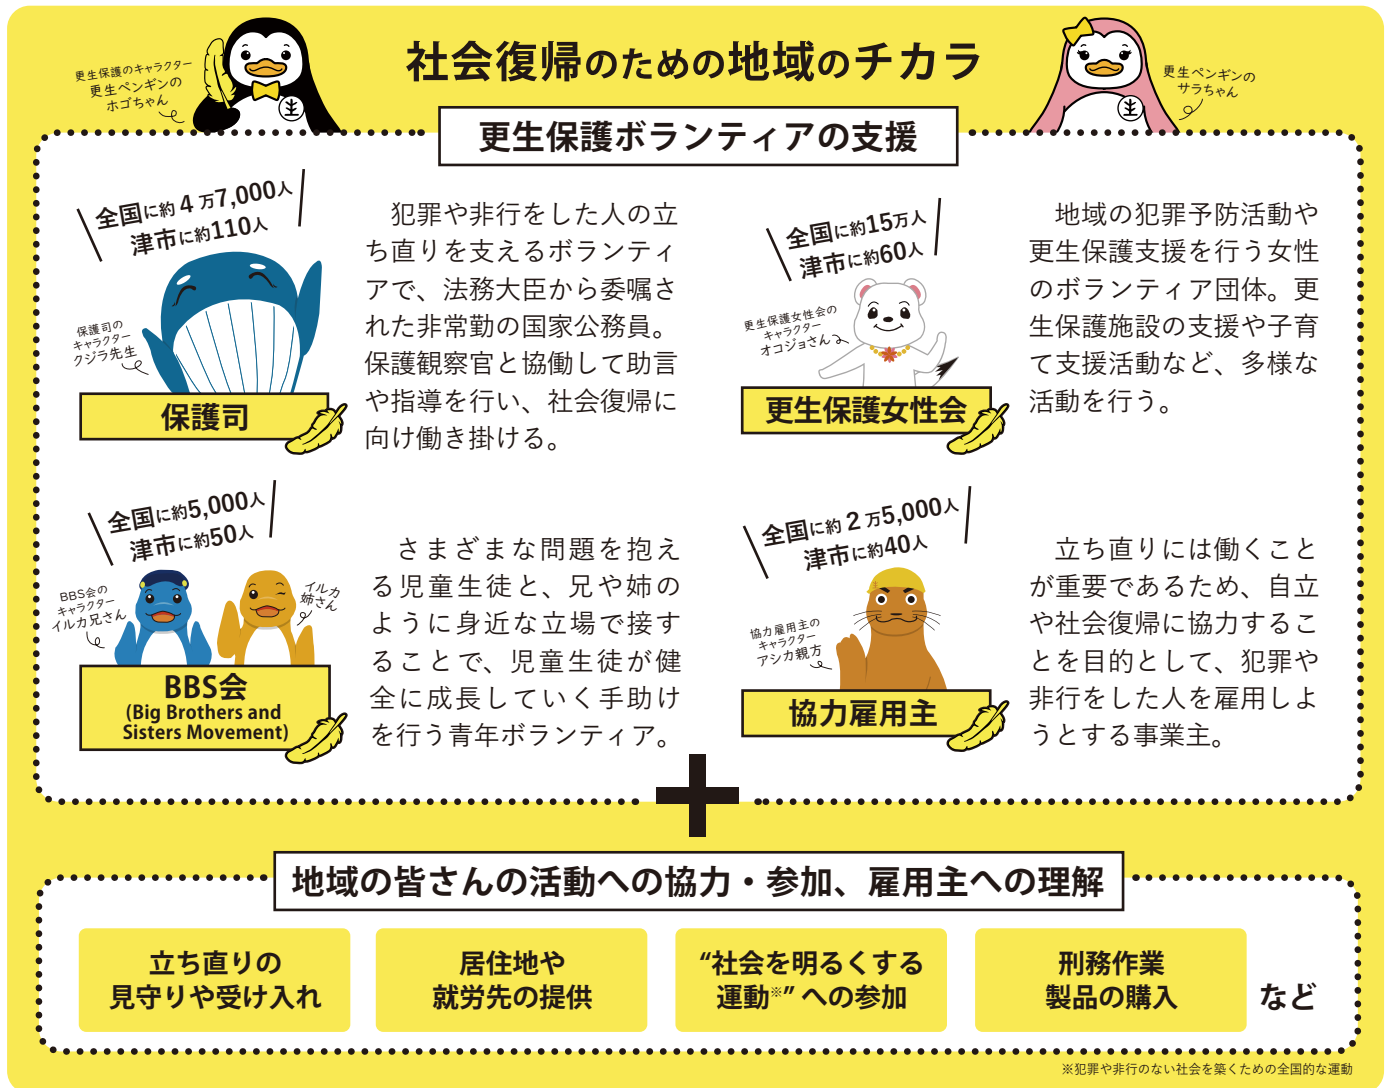 社会復帰のための地域のチカラ
更生保護のキャラクター
更生ペンギンの
ホゴちゃん
更生ペンギンの
サラちゃん
更生保護ボランティアの支援
全国に約４万7,000人
津市に約110人
保護司の
キャラクター
クジラ先生
保護司
　犯罪や非行をした人の立
ち直りを支えるボランティ
アで、法務大臣から委嘱さ
れた非常勤の国家公務員。
保護観察官と協働して助言
や指導を行い、社会復帰に
向け働き掛ける。
全国に約15万人
津市に約60人
更生保護女性会の
キャラクター
オコジョさん
更生保護女性会
　地域の犯罪予防活動や
更生保護支援を行う女性
のボランティア団体。更
生保護施設の支援や子育
て支援活動など、多様な
活動を行う。
全国に約5,000人
津市に約50人
BBS会の
キャラクター
イルカ兄さん
イルカ
姉さん
BBS会
(Big Brothers and
Sisters Movement)
　さまざまな問題を抱え
る児童生徒と、兄や姉の
ように身近な立場で接す
ることで、児童生徒が健
全に成長していく手助け
を行う青年ボランティア。
全国に約２万5,000人
津市に約40人
協力雇用主の
キャラクター
アシカ親方
協力雇用主
　立ち直りには働くこと
が重要であるため、自立
や社会復帰に協力するこ
とを目的として、犯罪や
非行をした人を雇用しよ
うとする事業主。
＋
地域の皆さんの活動への協力・参加、雇用主への理解
立ち直りの
見守りや受け入れ
居住地や
就労先の提供
“社会を明るくする
運動※” への参加
刑務作業
製品の購入
など
※犯罪や非行のない社会を築くための全国的な運動